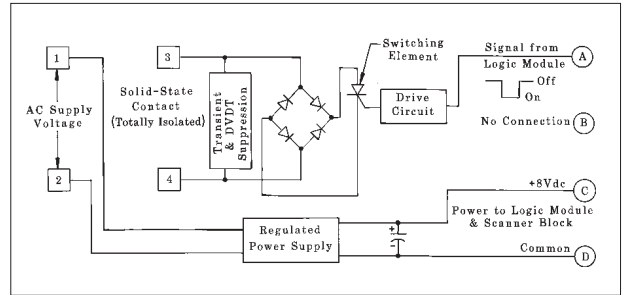 1
3
Switching
Element
Signal from
Logic Module
A
Off
On
Solid-State
Contact
(Totally Isolated)
Transient
& DVDT
Suppression
Drive
Circuit
AC Supply
Voltage
No Connection
B
2
4
+8Vdc
C
Regulated
Power Supply
+
-
Power to Logic Module
& Scanner Block
Common
D